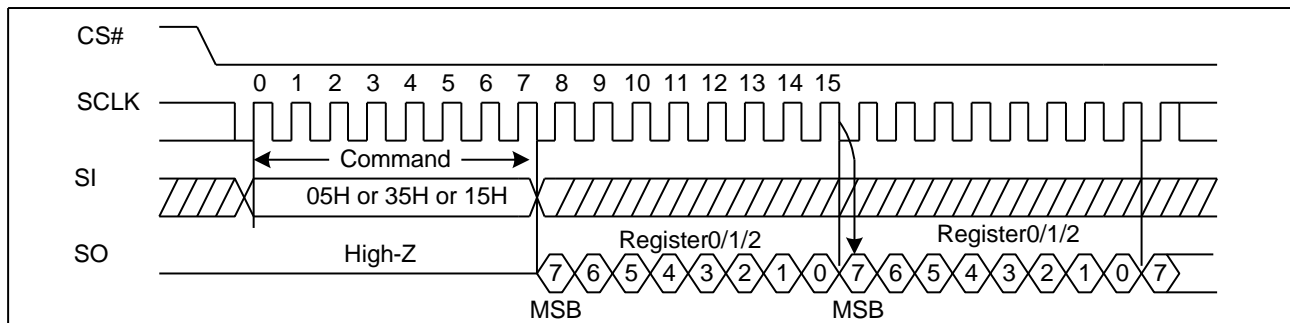 CS#
0 1 2 3 4 5 6 7 8 9 10 11 12 13 14 15
SCLK
Command
SI
05H or 35H or 15H
Register0/1/2 Register0/1/2
SO High-Z
7 6 5 4 3 2 1 0 7 6 5 4 3 2 1 0 7
MSB MSB